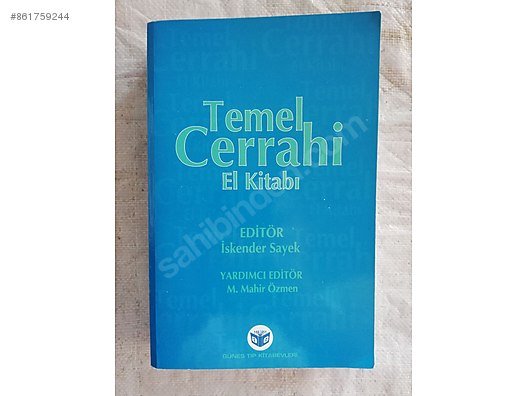 #861759244
Temel
Cerrahi
El Kitabı
EDİTÖR
İskender Sayek
YARDIMCI EDİTÖR
M. Mahir Özmen
GÜNEŞ TIP KİTABEVLERİ
sahibinden.com